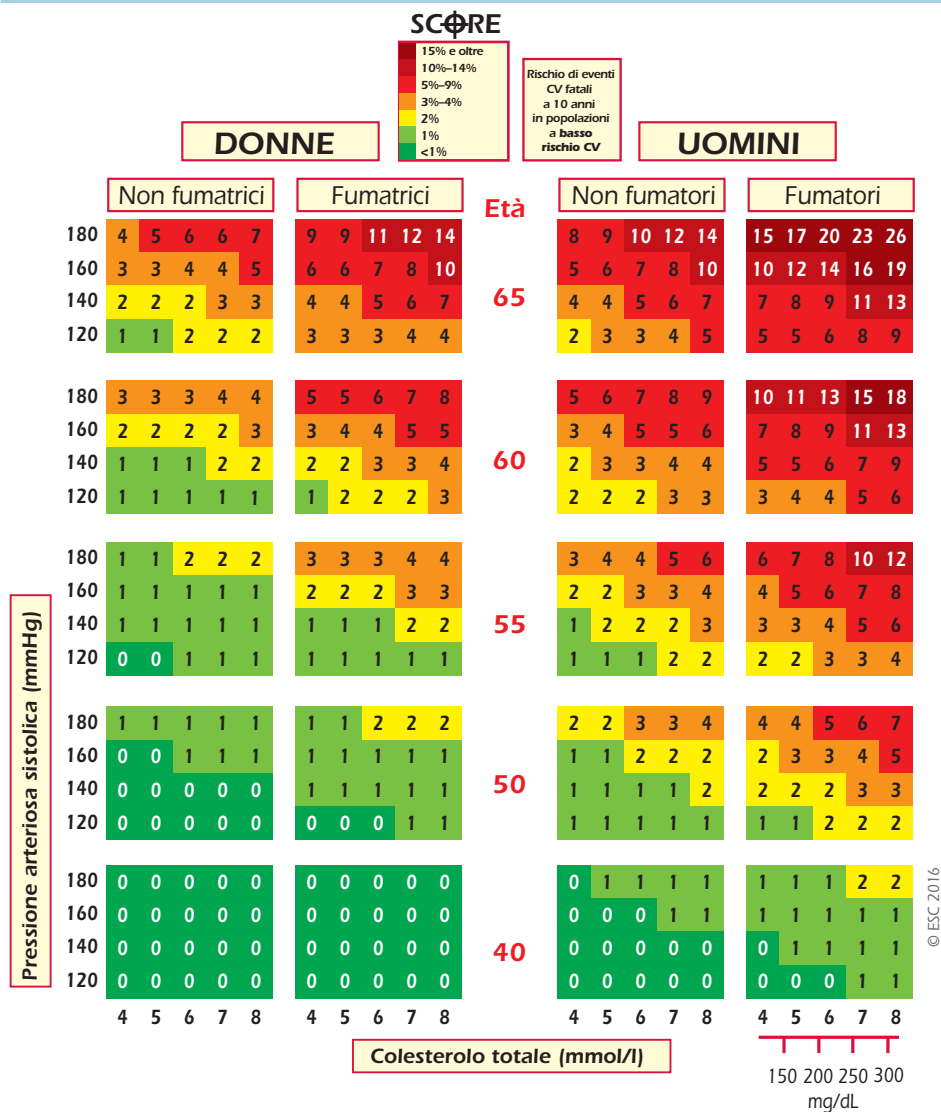 SCORE
15% e oltre
10%–14%
5%–9%
3%–4%
2%
1%
<1%
Rischio di eventi
CV fatali
a 10 anni
in popolazioni
a basso
rischio CV
DONNE
UOMINI
Non fumatrici
Fumatrici
Età
Non fumatori
Fumatori
180 4 5 6 6 7 9 9 11 12 14 8 9 10 12 14 15 17 20 23 26
160 3 3 4 4 5 6 6 7 8 10 5 6 7 8 10 10 12 14 16 19
65
140 2 2 2 3 3 4 4 5 6 7 4 4 5 6 7 7 8 9 11 13
120 1 1 2 2 2 3 3 3 4 4 2 3 3 4 5 5 5 6 8 9
180 3 3 3 4 4 5 5 6 7 8 5 6 7 8 9 10 11 13 15 18
160 2 2 2 2 3 3 4 4 5 5 3 4 5 5 6 7 8 9 11 13
60
140 1 1 1 2 2 2 2 3 3 4 2 3 3 4 4 5 5 6 7 9
120 1 1 1 1 1 1 2 2 2 3 2 2 2 3 3 3 4 4 5 6
180 1 1 2 2 2 3 3 3 4 4 3 4 4 5 6 6 7 8 10 12
160 1 1 1 1 1 2 2 2 3 3 2 2 3 3 4 4 5 6 7 8
55
140 1 1 1 1 1 1 1 1 2 2 1 2 2 2 3 3 3 4 5 6
120 0 0 1 1 1 1 1 1 1 1 1 1 1 2 2 2 2 3 3 4
180 1 1 1 1 1 1 1 2 2 2 2 2 3 3 4 4 4 5 6 7
160 0 0 1 1 1 1 1 1 1 1 1 1 2 2 2 2 3 3 4 5
50
140 0 0 0 0 0 1 1 1 1 1 1 1 1 1 2 2 2 2 3 3
120 0 0 0 0 0 0 0 0 1 1 1 1 1 1 1 1 1 2 2 2
180 0 0 0 0 0 0 0 0 0 0 0 1 1 1 1 1 1 1 2 2
160 0 0 0 0 0 0 0 0 0 0 0 0 0 1 1 1 1 1 1 1
40
140 0 0 0 0 0 0 0 0 0 0 0 0 0 0 0 0 1 1 1 1
120 0 0 0 0 0 0 0 0 0 0 0 0 0 0 0 0 0 0 1 1
4 5 6 7 8 4 5 6 7 8 4 5 6 7 8 4 5 6 7 8
Pressione arteriosa sistolica (mmHg)
Colesterolo totale (mmol/l)
150 200 250 300
mg/dL
© ESC 2016